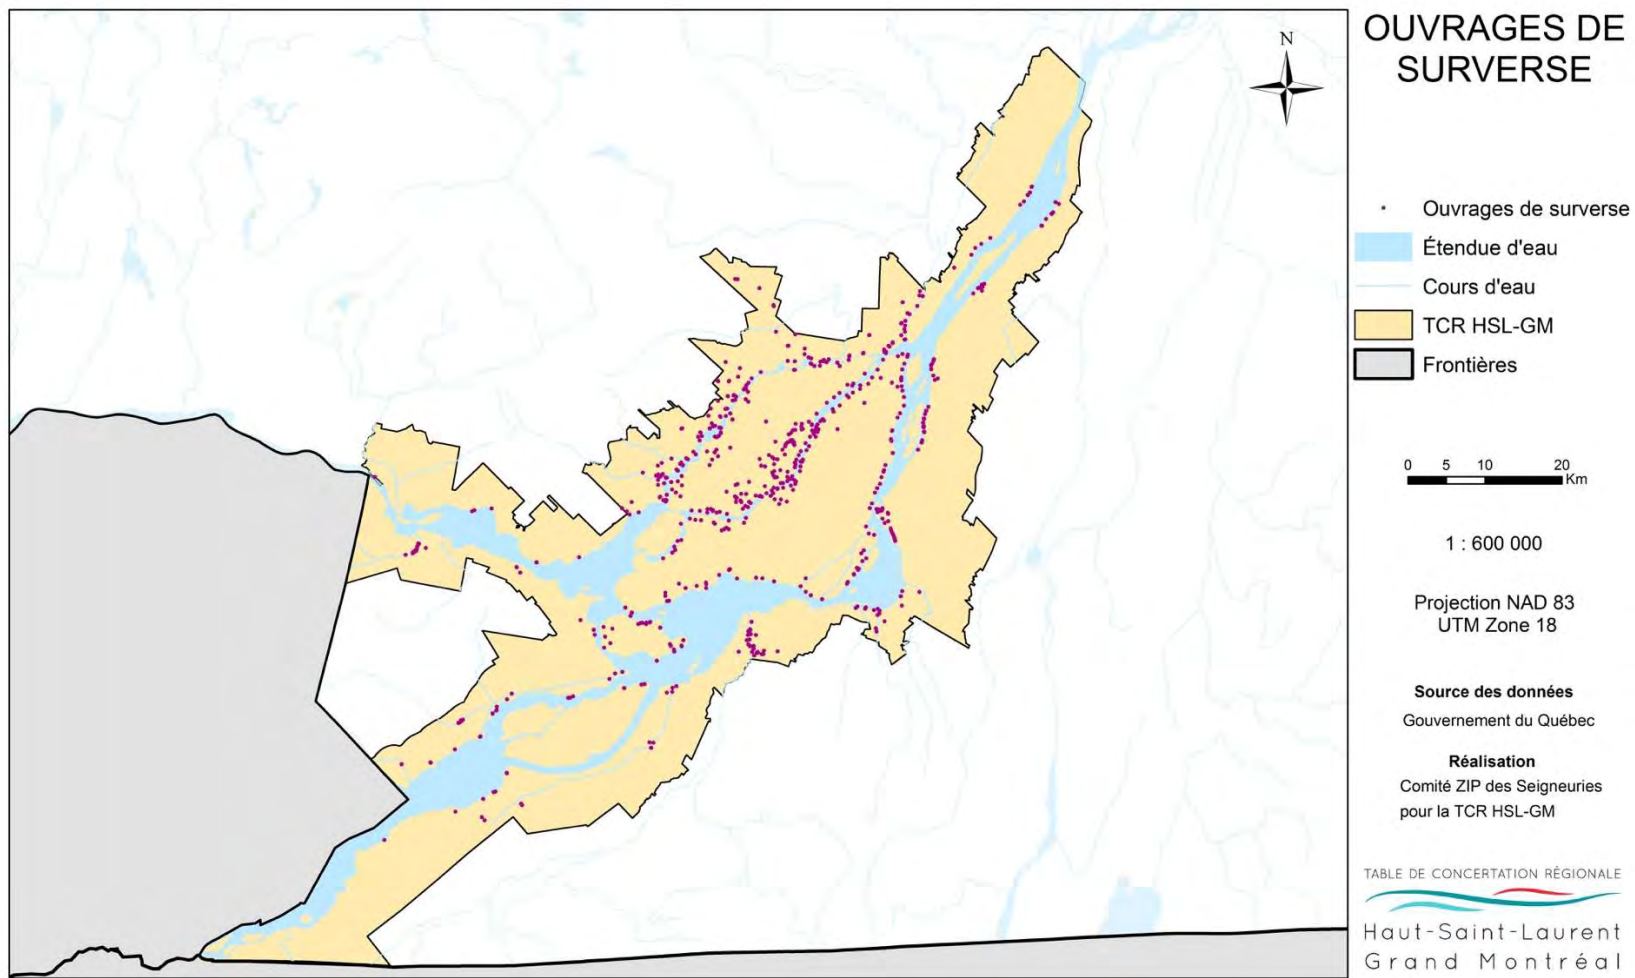 OUVRAGES DE
SURVERSE
N
Ouvrages de surverse
Étendue d'eau
Cours d'eau
TCR HSL-GM
Frontières
0 5 10 20
Km
1 : 600 000
Projection NAD 83
UTM Zone 18
Source des données
Gouvernement du Québec
Réalisation
Comité ZIP des Seigneuries
pour la TCR HSL-GM
TABLE DE CONCERTATION RÉGIONALE
Haut-Saint-Laurent
Grand Montréal